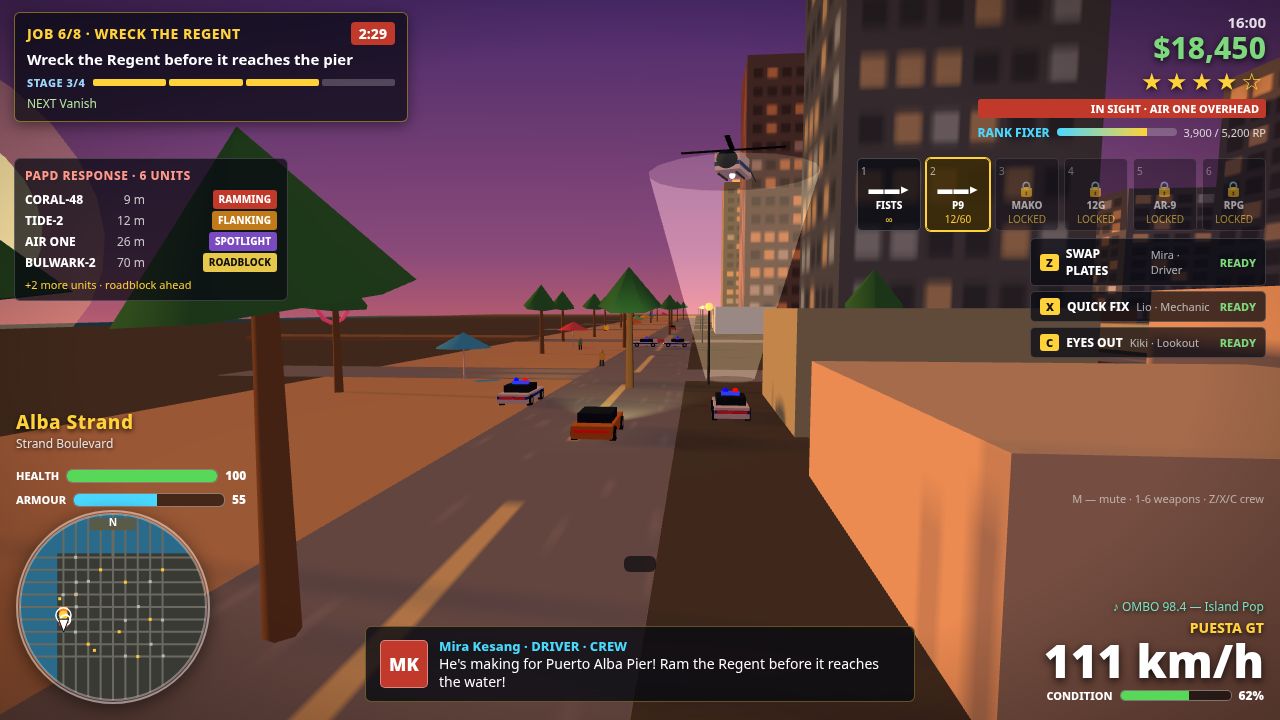 JOB 6/8 · WRECK THE REGENT 2:29
Wreck the Regent before it reaches the pier
STAGE 3/4
NEXT Vanish
PAPD RESPONSE · 6 UNITS
CORAL-48 9 m RAMMING
TIDE-2 12 m FLANKING
AIR ONE 26 m SPOTLIGHT
BULWARK-2 70 m ROADBLOCK
+2 more units · roadblock ahead
16:00
$18,450
★★★★☆
IN SIGHT · AIR ONE OVERHEAD
RANK FIXER 3,900 / 5,200 RP
1 2 3 4 5 6
FISTS P9 MAKO 12G AR-9 RPG
∞ 12/60 LOCKED LOCKED LOCKED LOCKED
Z SWAP PLATES Mira · Driver READY
X QUICK FIX Lio · Mechanic READY
C EYES OUT Kiki · Lookout READY
Alba Strand
Strand Boulevard
HEALTH 100
ARMOUR 55
N
M — mute · 1-6 weapons · Z/X/C crew
MK
Mira Kesang · DRIVER · CREW
He's making for Puerto Alba Pier! Ram the Regent before it reaches
the water!
♪ OMBO 98.4 — Island Pop
PUESTA GT
111 km/h
CONDITION 62%